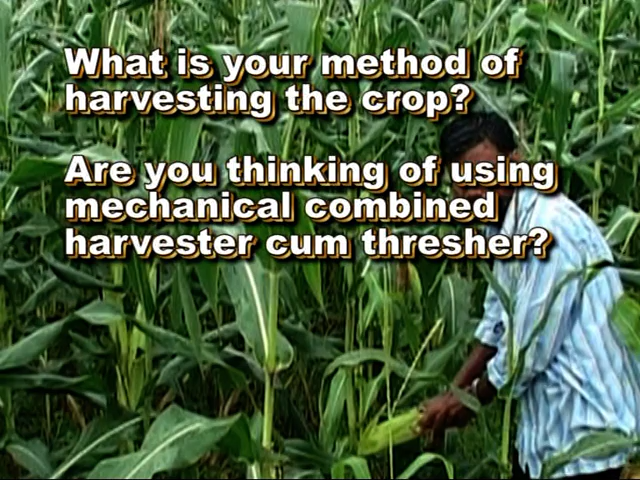 What is your method of
harvesting the crop?
Are you thinking of using
mechanical combined
harvester cum thresher?